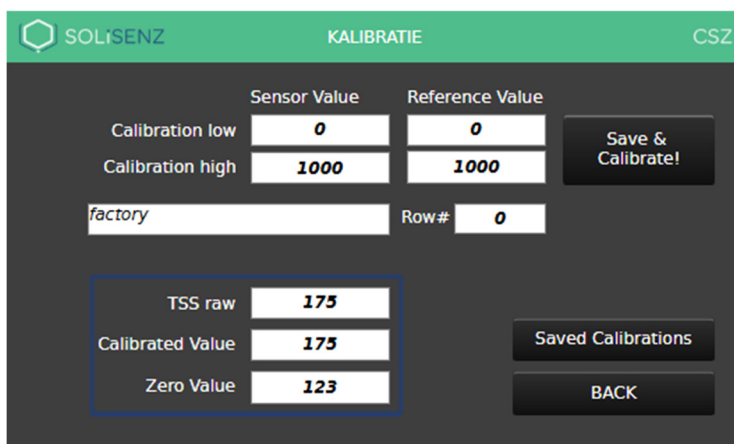 SOLiSENZ KALIBRATIE CSZ
Sensor Value Reference Value
Calibration low 0 0
Calibration high 1000 1000
Save &
Calibrate!
factory Row# 0
TSS raw 175
Calibrated Value 175
Zero Value 123
Saved Calibrations
BACK